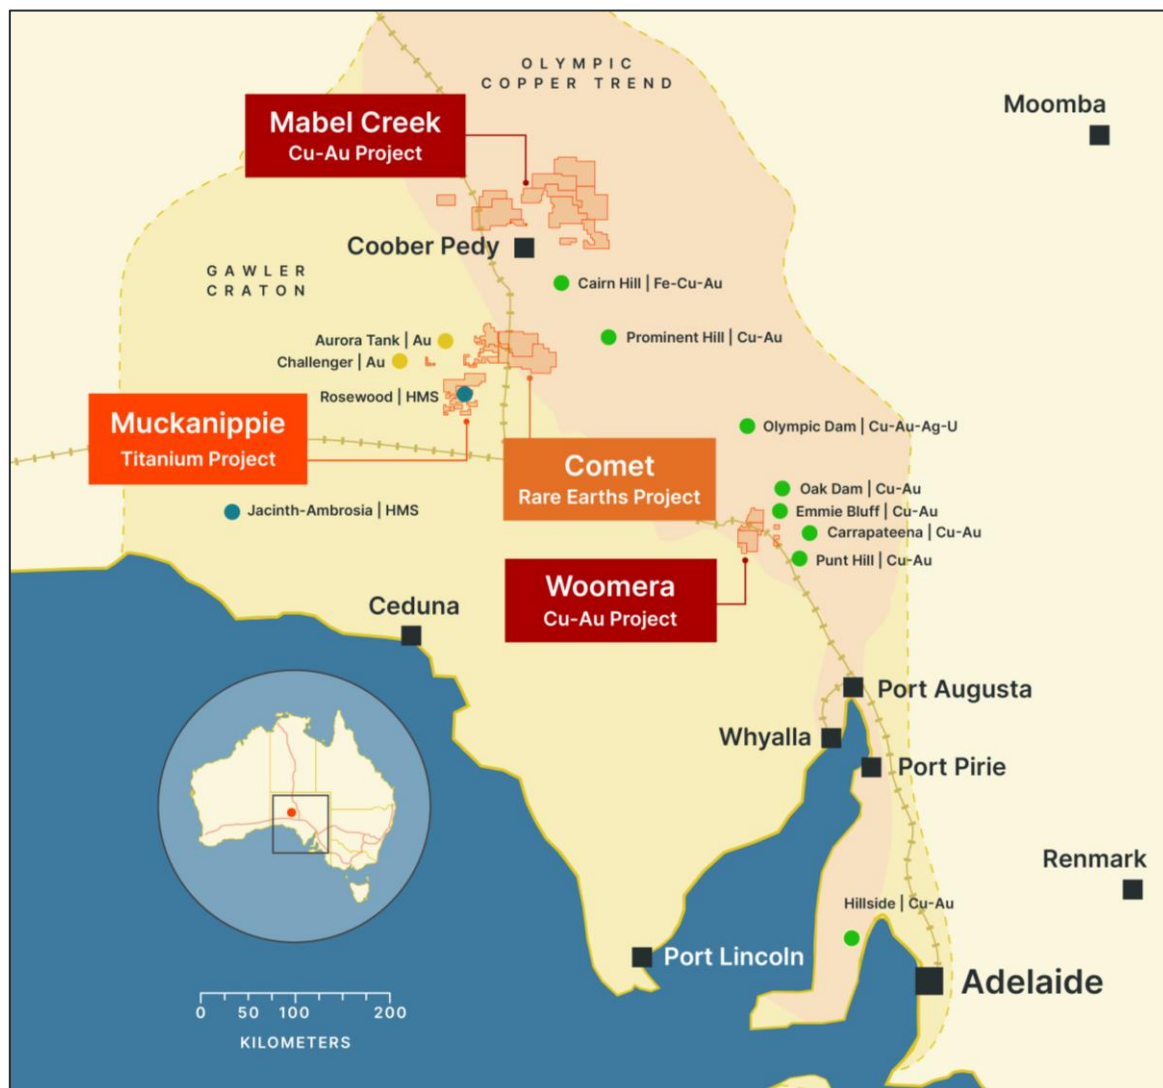 OLYMPIC
COPPER TREND
Moomba
Mabel Creek
Cu-Au Project
Coober Pedy
GAWLER
CRATON
Cairn Hill | Fe-Cu-Au
Aurora Tank | Au
Prominent Hill | Cu-Au
Challenger | Au
Rosewood | HMS
Muckanippie
Titanium Project
Olympic Dam | Cu-Au-Ag-U
Comet
Rare Earths Project
Oak Dam | Cu-Au
Jacinth-Ambrosia | HMS
Emmie Bluff | Cu-Au
Carrapateena | Cu-Au
Punt Hill | Cu-Au
Woomera
Cu-Au Project
Ceduna
Port Augusta
Whyalla
Port Pirie
Renmark
Hillside | Cu-Au
Port Lincoln
Adelaide
0 50 100 200
KILOMETERS